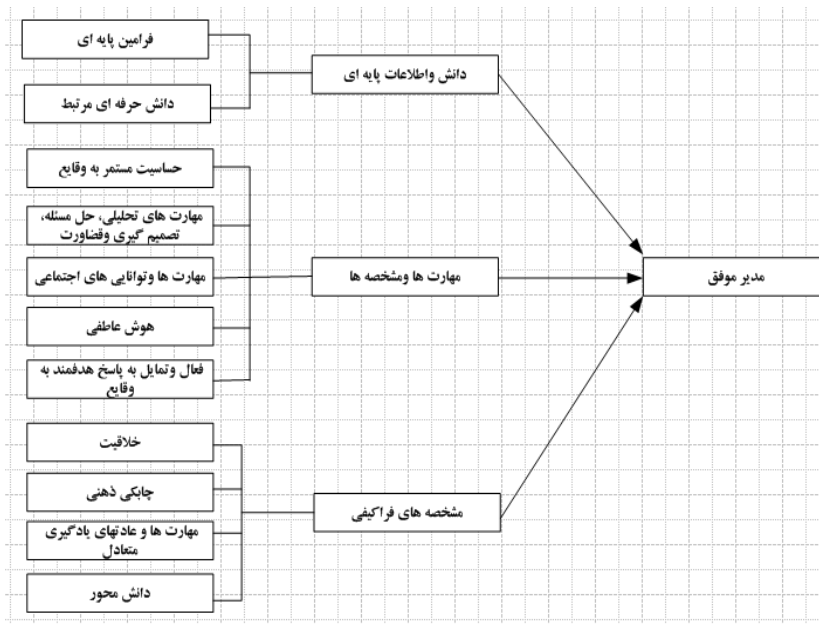 فرامین پایه ای
دانش واطلاعات پایه ای
دانش حرفه ای مرتبط
حساسیت مستمر به وقایع
مهارت های تحلیلی، حل مسئله،
تصمیم گیری وقضاورت
مهارت ها وتوانایی های اجتماعی
مهارت ها ومشخصه ها
مدیر موفق
هوش عاطفی
فعال وتمایل به پاسخ هدفمند به
وقایع
خلاقیت
چابکی ذهنی
مشخصه های فراکیفی
مهارت ها و عادتهای یادگیری
متعادل
دانش محور